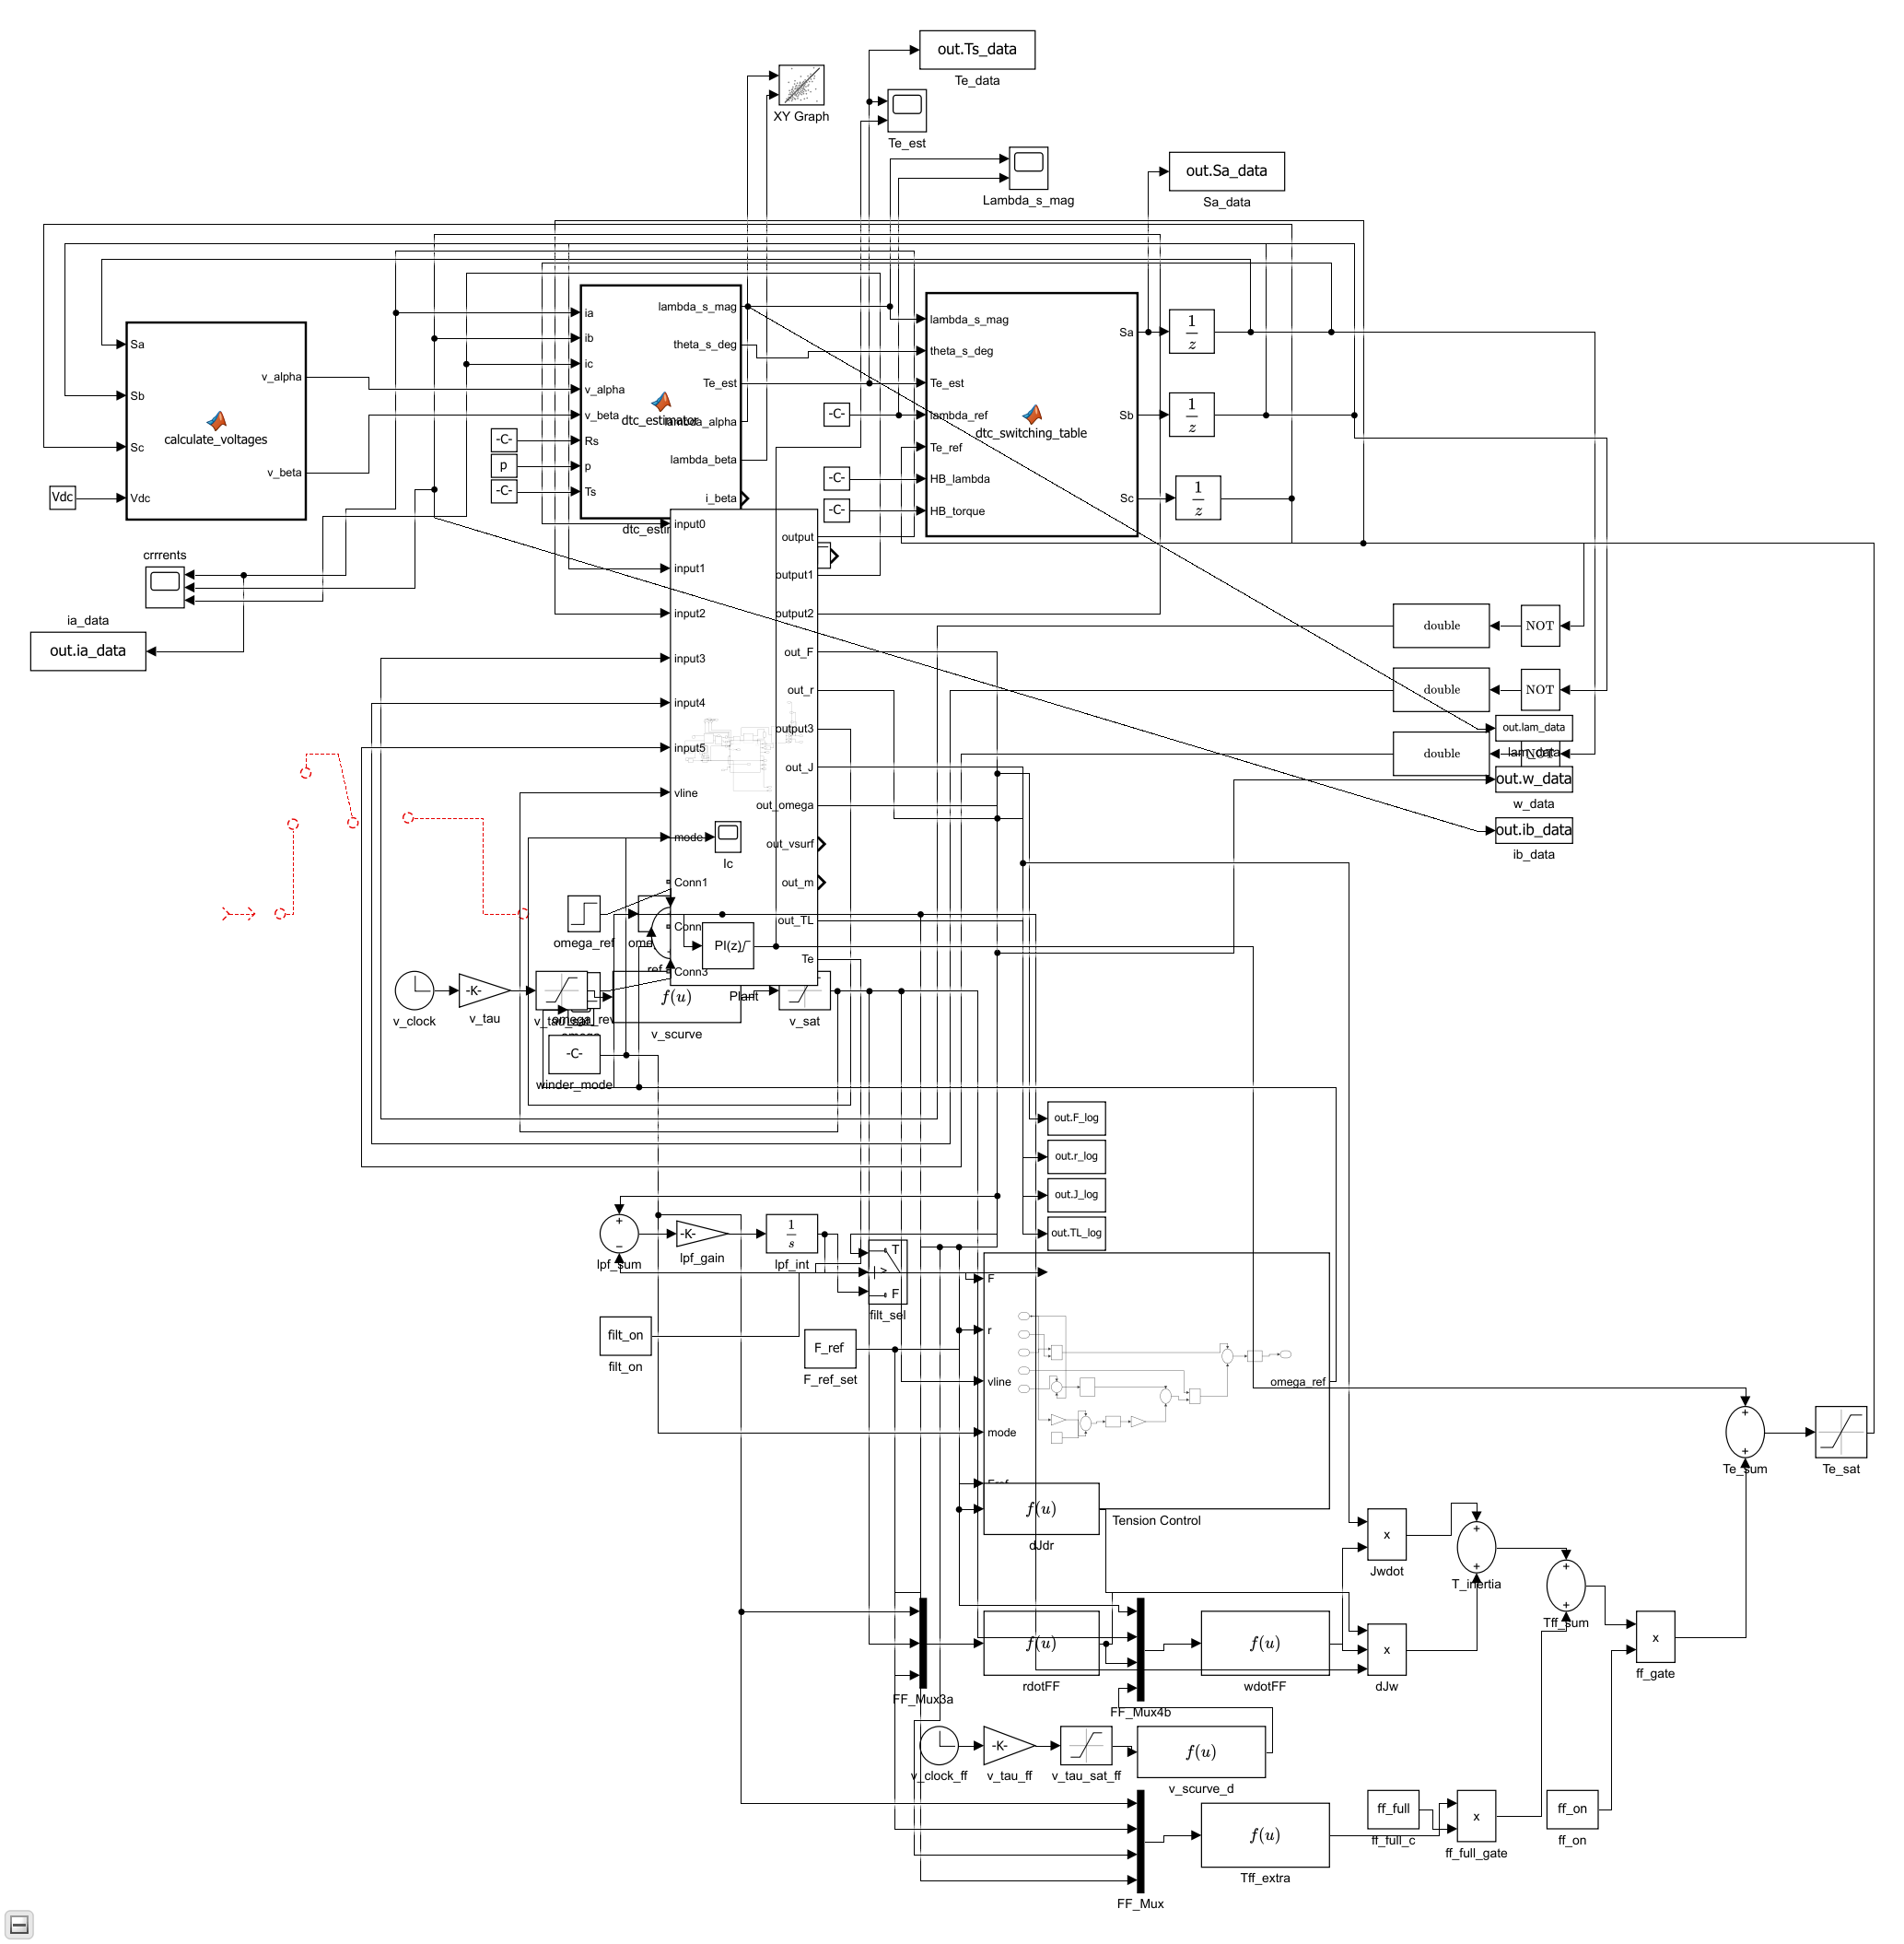 out.Ts_data
Te_data
XY Graph
Te_est
Lambda_s_mag
out.Sa_data
Sa_data
Sa
Sb
Sc
Vdc
v_alpha
v_beta
calculate_voltages
Vdc
ia
ib
ic
v_alpha
v_beta
Rs
p
Ts
lambda_s_mag
theta_s_deg
Te_est
lambda_alpha
lambda_beta
i_beta
dtc_estimator
-C-
p
-C-
lambda_s_mag
theta_s_deg
Te_est
lambda_ref
Te_ref
HB_lambda
HB_torque
Sa
Sb
Sc
dtc_switching_table
-C-
-C-
-C-
1
z
1
z
1
z
crrrents
ia_data
out.ia_data
input0
input1
input2
input3
input4
input5
vline
mode
Conn1
Conn3
output
output1
output2
out_F
out_r
output3
out_J
out_omega
out_vsurf
out_m
out_TL
Te
Plant
Ic
double
NOT
double
NOT
double
out.lam_data
out.w_data
w_data
out.ib_data
ib_data
omega_ref
PI(z)
v_clock
-K-
v_tau
f(u)
v_scurve
v_sat
-C-
winder_mode
out.F_log
out.r_log
out.J_log
out.TL_log
+
−
lpf_sum
-K-
lpf_gain
1
s
lpf_int
T
>
F
filt_sel
filt_on
filt_on
F_ref
F_ref_set
F
r
vline
mode
omega_ref
Tension Control
f(u)
dJdr
+
+
Te_sum
Te_sat
x
Jwdot
+
+
T_inertia
+
+
Tff_sum
x
ff_gate
FF_Mux3a
f(u)
rdotFF
FF_Mux4b
f(u)
wdotFF
x
dJw
v_clock_ff
-K-
v_tau_ff
v_tau_sat_ff
f(u)
v_scurve_d
FF_Mux
f(u)
Tff_extra
ff_full
ff_full_c
x
ff_full_gate
ff_on
ff_on